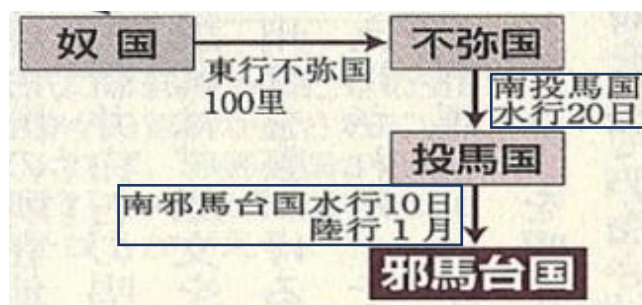 奴国
不弥国
東行不弥国
100里
南投馬国
水行20日
投馬国
南邪馬台国水行10日
陸行1月
邪馬台国